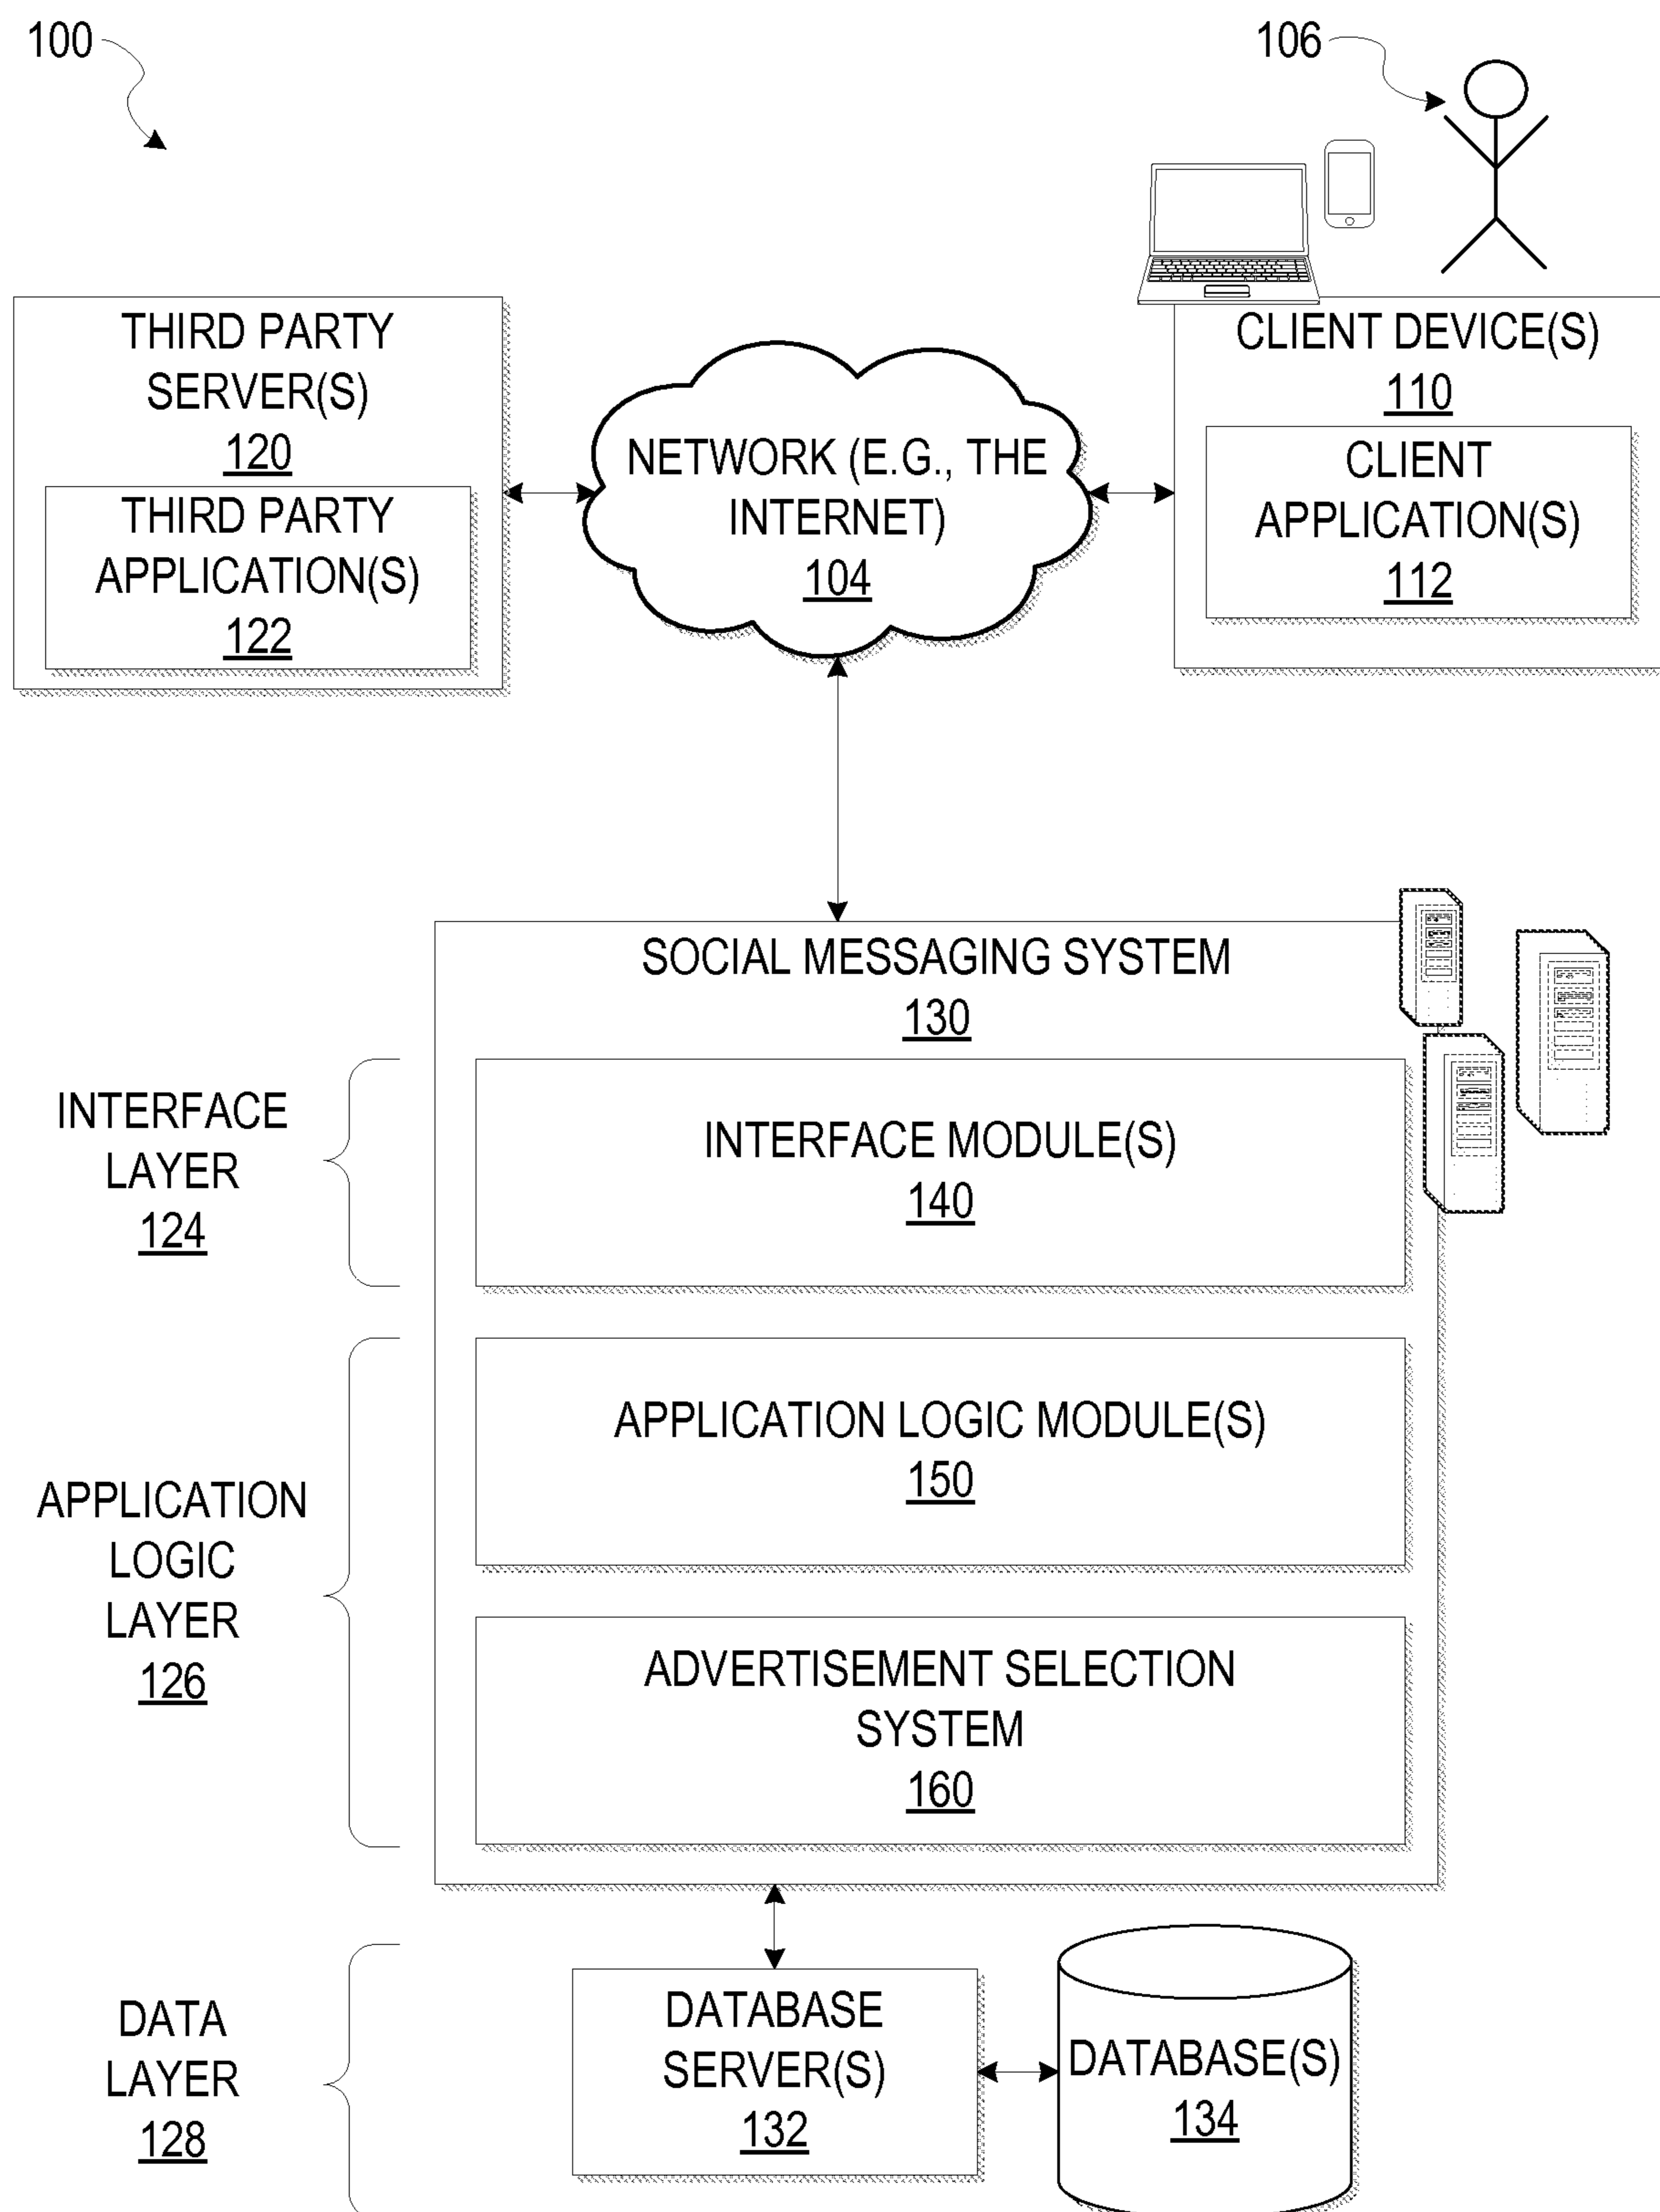 100
106
THIRD PARTY
SERVER(S)
120
THIRD PARTY
APPLICATION(S)
122
NETWORK (E.G., THE
INTERNET)
104
CLIENT DEVICE(S)
110
CLIENT
APPLICATION(S)
112
SOCIAL MESSAGING SYSTEM
130
INTERFACE
LAYER
124
INTERFACE MODULE(S)
140
APPLICATION
LOGIC
LAYER
126
APPLICATION LOGIC MODULE(S)
150
ADVERTISEMENT SELECTION
SYSTEM
160
DATA
LAYER
128
DATABASE
SERVER(S)
132
DATABASE(S)
134